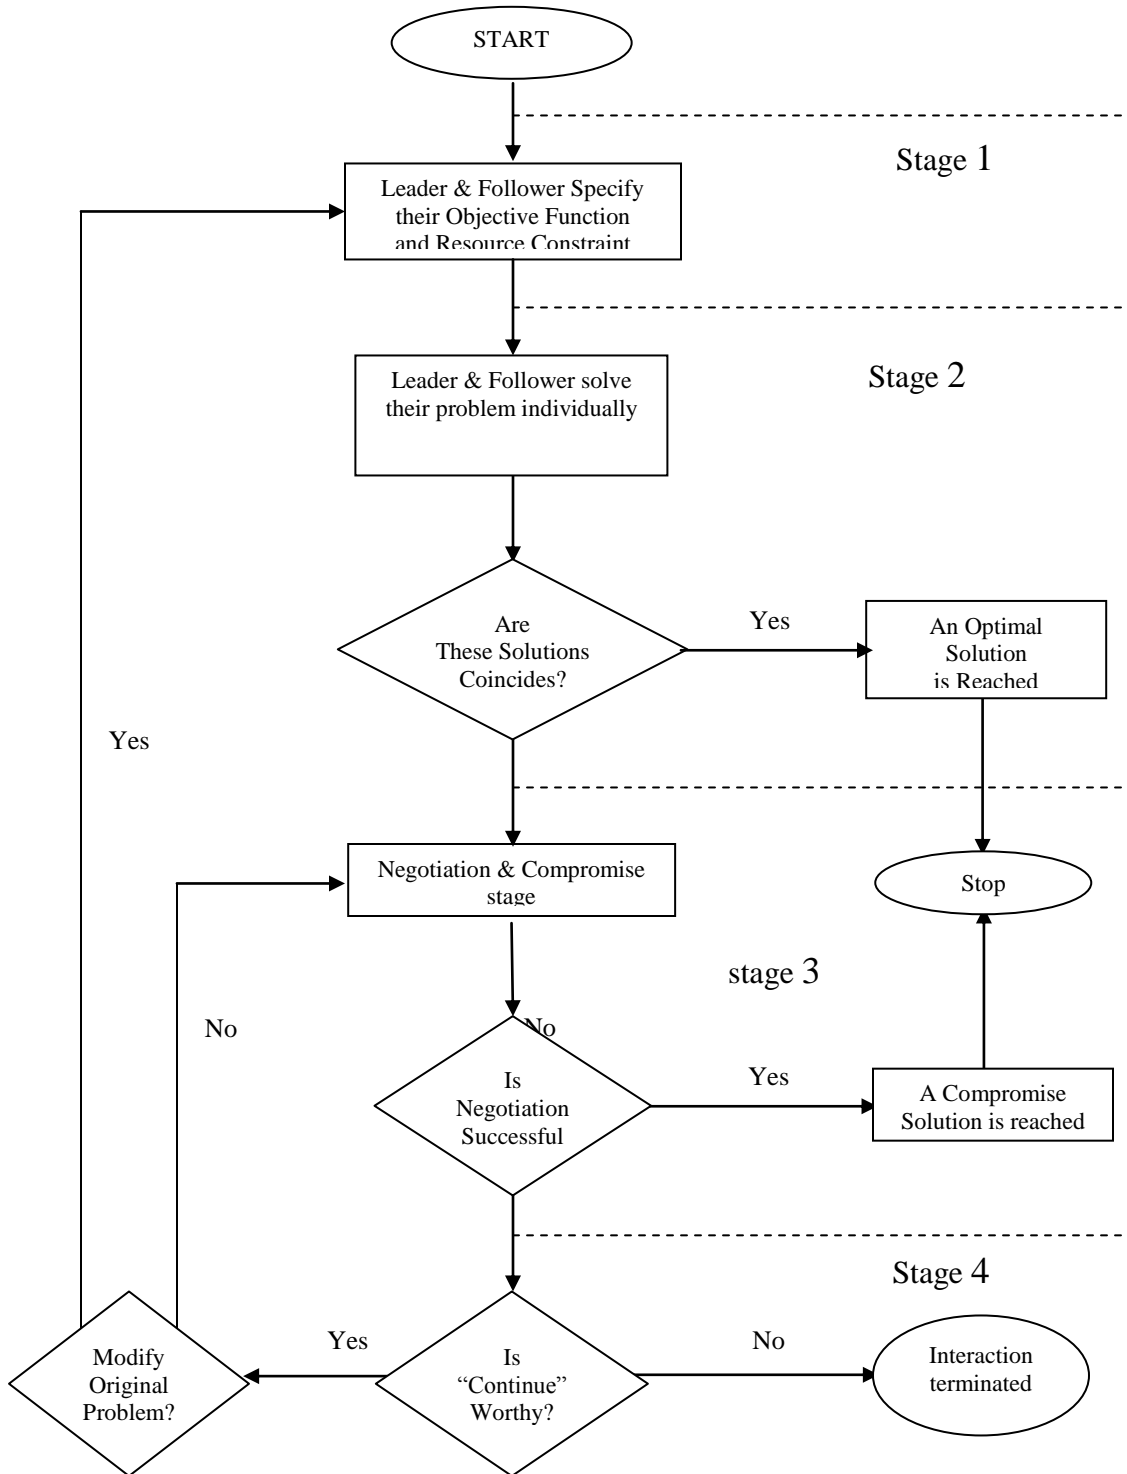 START
Stage 1
Leader & Follower Specify
their Objective Function
and Resource Constraint
Stage 2
Leader & Follower solve
their problem individually
Are
These Solutions
Coincides?
Yes
An Optimal
Solution
is Reached
Yes
Negotiation & Compromise
stage
Stop
stage 3
No
No
Is
Negotiation
Successful
Yes
A Compromise
Solution is reached
Stage 4
Modify
Original
Problem?
Yes
Is
“Continue”
Worthy?
No
Interaction
terminated